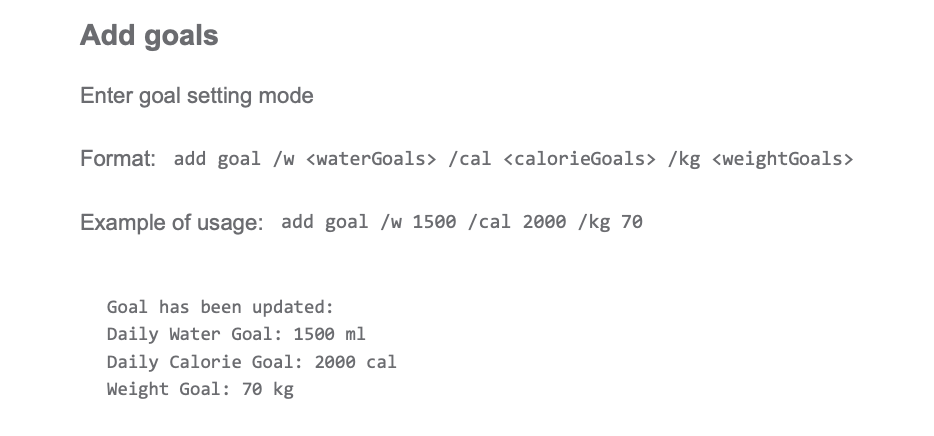 Add goals
Enter goal setting mode
Format: add goal /w <waterGoals> /cal <calorieGoals> /kg <weightGoals>
Example of usage: add goal /w 1500 /cal 2000 /kg 70
Goal has been updated:
Daily Water Goal: 1500 ml
Daily Calorie Goal: 2000 cal
Weight Goal: 70 kg